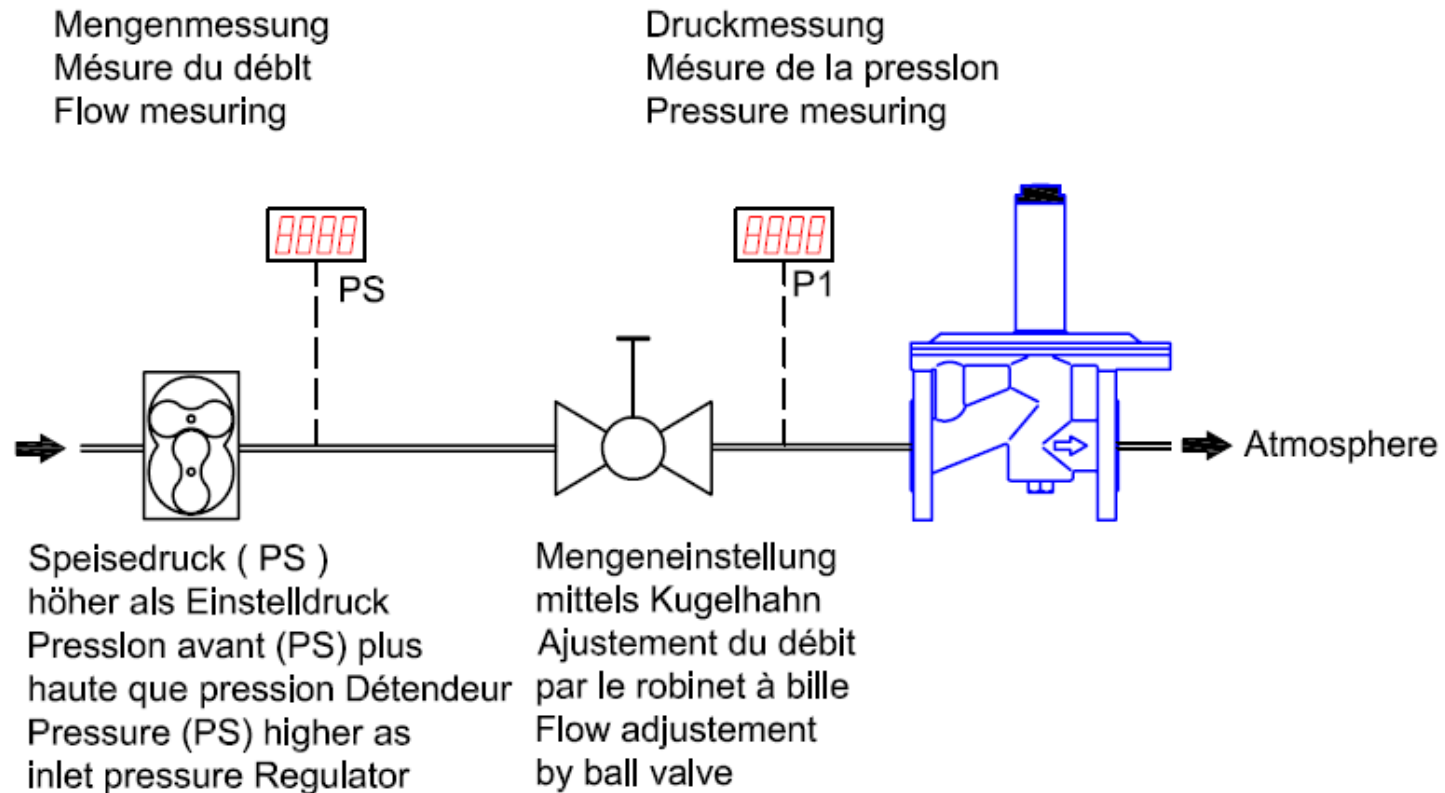 Mengenmessung
Mésure du déblt
Flow mesuring
Druckmessung
Mésure de la presslon
Pressure mesuring
8888
PS
8888
P1
Atmosphere
Speisedruck ( PS )
höher als Einstelldruck
Presslon avant (PS) plus
haute que pression Détendeur
Pressure (PS) higher as
inlet pressure Regulator
Mengeneinstellung
mittels Kugelhahn
Ajustement du débit
par le robinet à bille
Flow adjustement
by ball valve